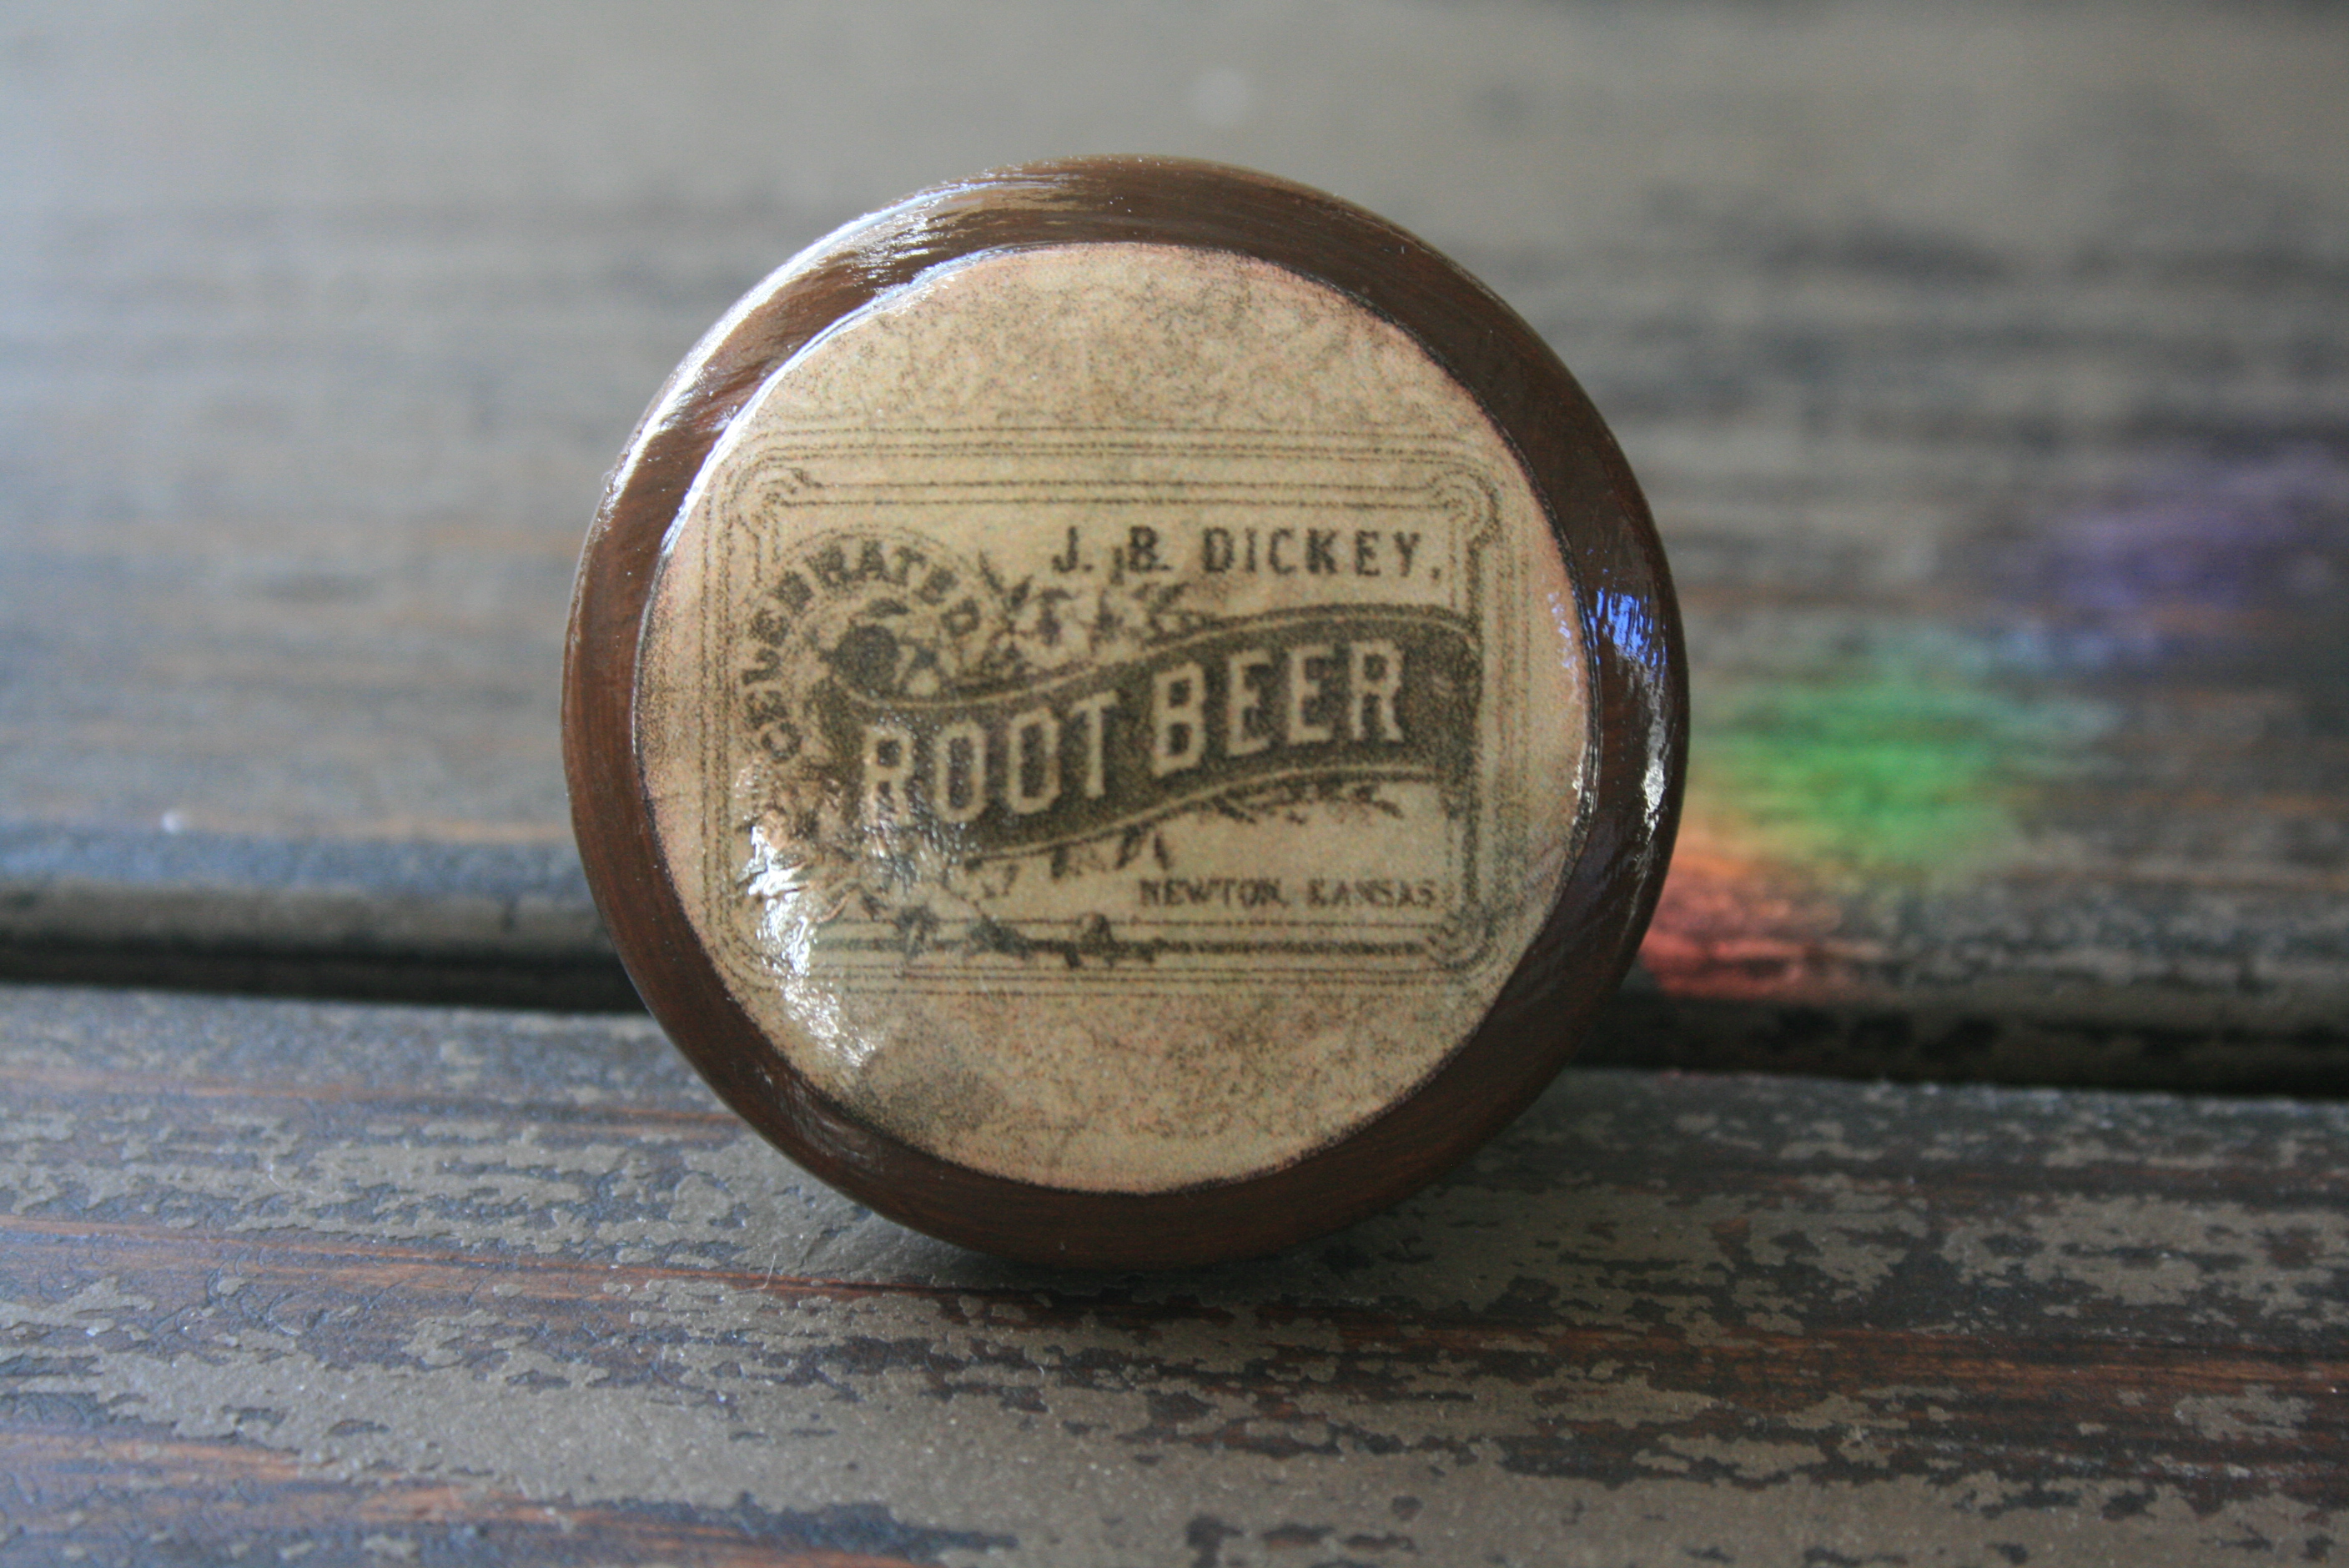 J. B. DICKEY,
CELEBRATED
ROOT BEER
NEWTON, KANSAS